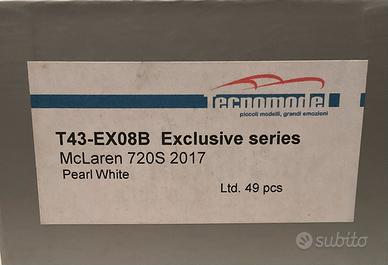 Tecnomodel
piccoli modelli, grandi emozioni
T43-EX08B Exclusive series
McLaren 720S 2017
Pearl White
Ltd. 49 pcs
subito